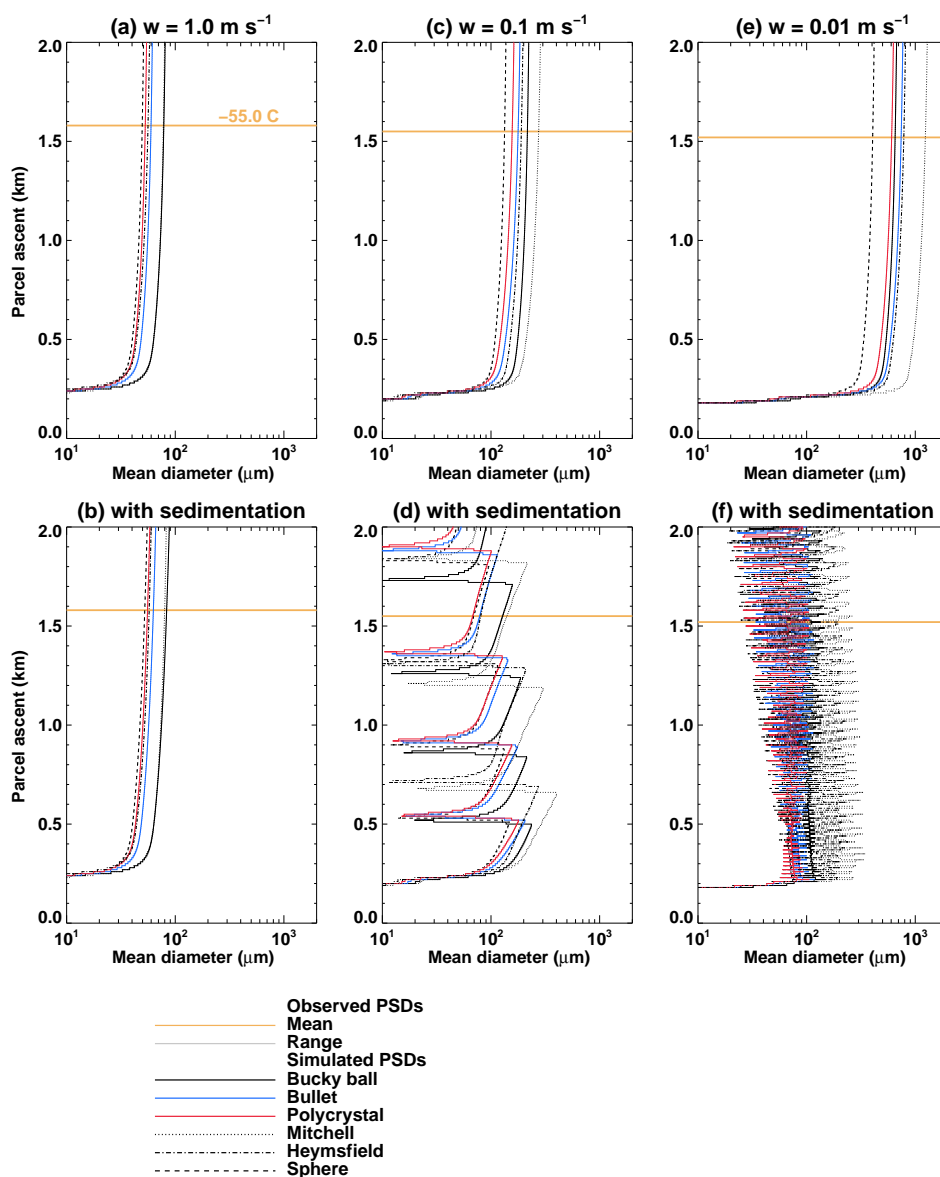 (a) w = 1.0 m s⁻¹
(c) w = 0.1 m s⁻¹
(e) w = 0.01 m s⁻¹
Parcel ascent (km)
2.0
1.5
1.0
0.5
0.0
−55.0 C
10¹ 10² 10³
Mean diameter (μm)
2.0
1.5
1.0
0.5
0.0
10¹ 10² 10³
Mean diameter (μm)
2.0
1.5
1.0
0.5
0.0
10¹ 10² 10³
Mean diameter (μm)
(b) with sedimentation
(d) with sedimentation
(f) with sedimentation
Parcel ascent (km)
2.0
1.5
1.0
0.5
0.0
10¹ 10² 10³
Mean diameter (μm)
2.0
1.5
1.0
0.5
0.0
10¹ 10² 10³
Mean diameter (μm)
2.0
1.5
1.0
0.5
0.0
10¹ 10² 10³
Mean diameter (μm)
Observed PSDs
Mean
Range
Simulated PSDs
Bucky ball
Bullet
Polycrystal
Mitchell
Heymsfield
Sphere